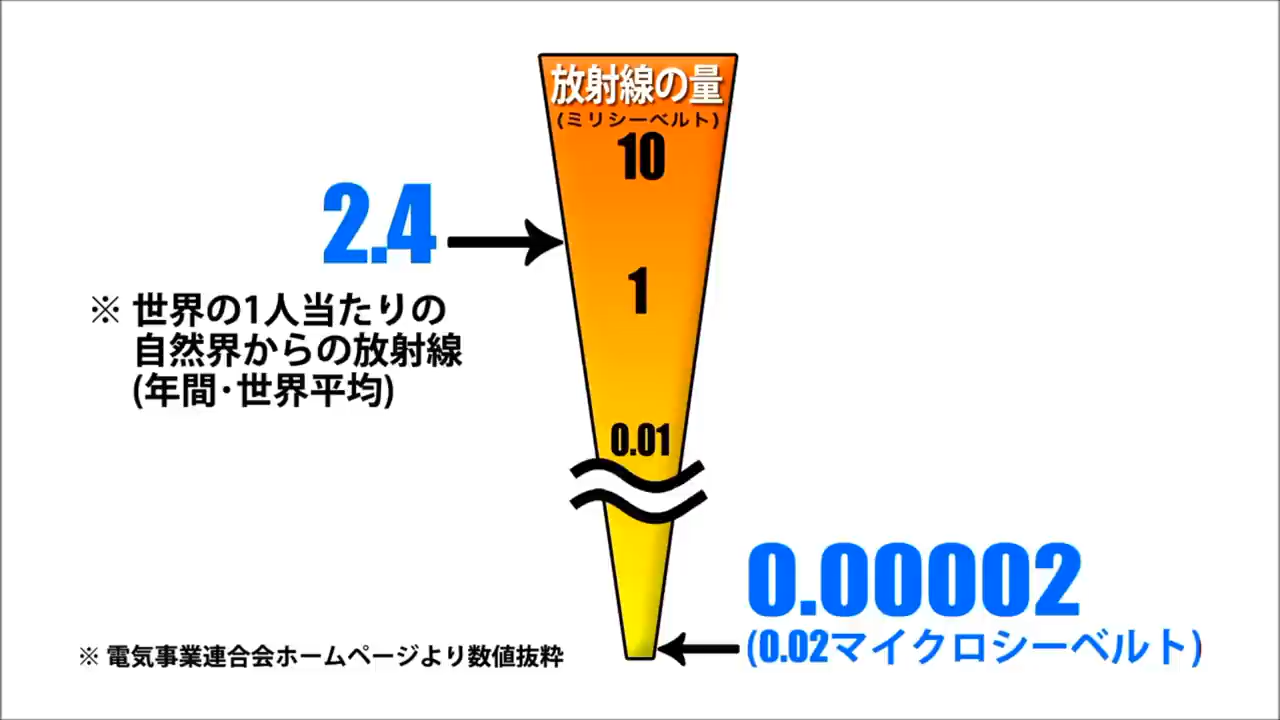 放射線の量
(ミリシーベルト)
10
2.4
1
※ 世界の1人当たりの
自然界からの放射線
(年間･世界平均)
0.01
0.00002
(0.02マイクロシーベルト)
※ 電気事業連合会ホームページより数値抜粋